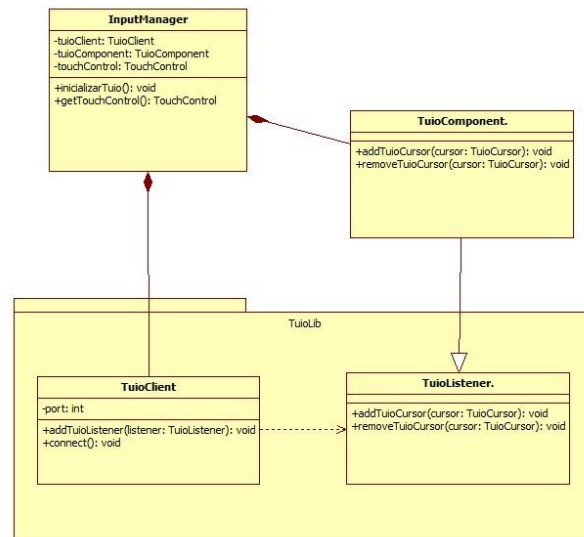 InputManager
-tuioClient: TuioClient
-tuioComponent: TuioComponent
-touchControl: TouchControl
+inicializarTuio(): void
+getTouchControl(): TouchControl
TuioComponent.
+addTuioCursor(cursor: TuioCursor): void
+removeTuioCursor(cursor: TuioCursor): void
TuioLib
TuioClient
-port: int
+addTuioListener(listener: TuioListener): void
+connect(): void
TuioListener.
+addTuioCursor(cursor: TuioCursor): void
+removeTuioCursor(cursor: TuioCursor): void